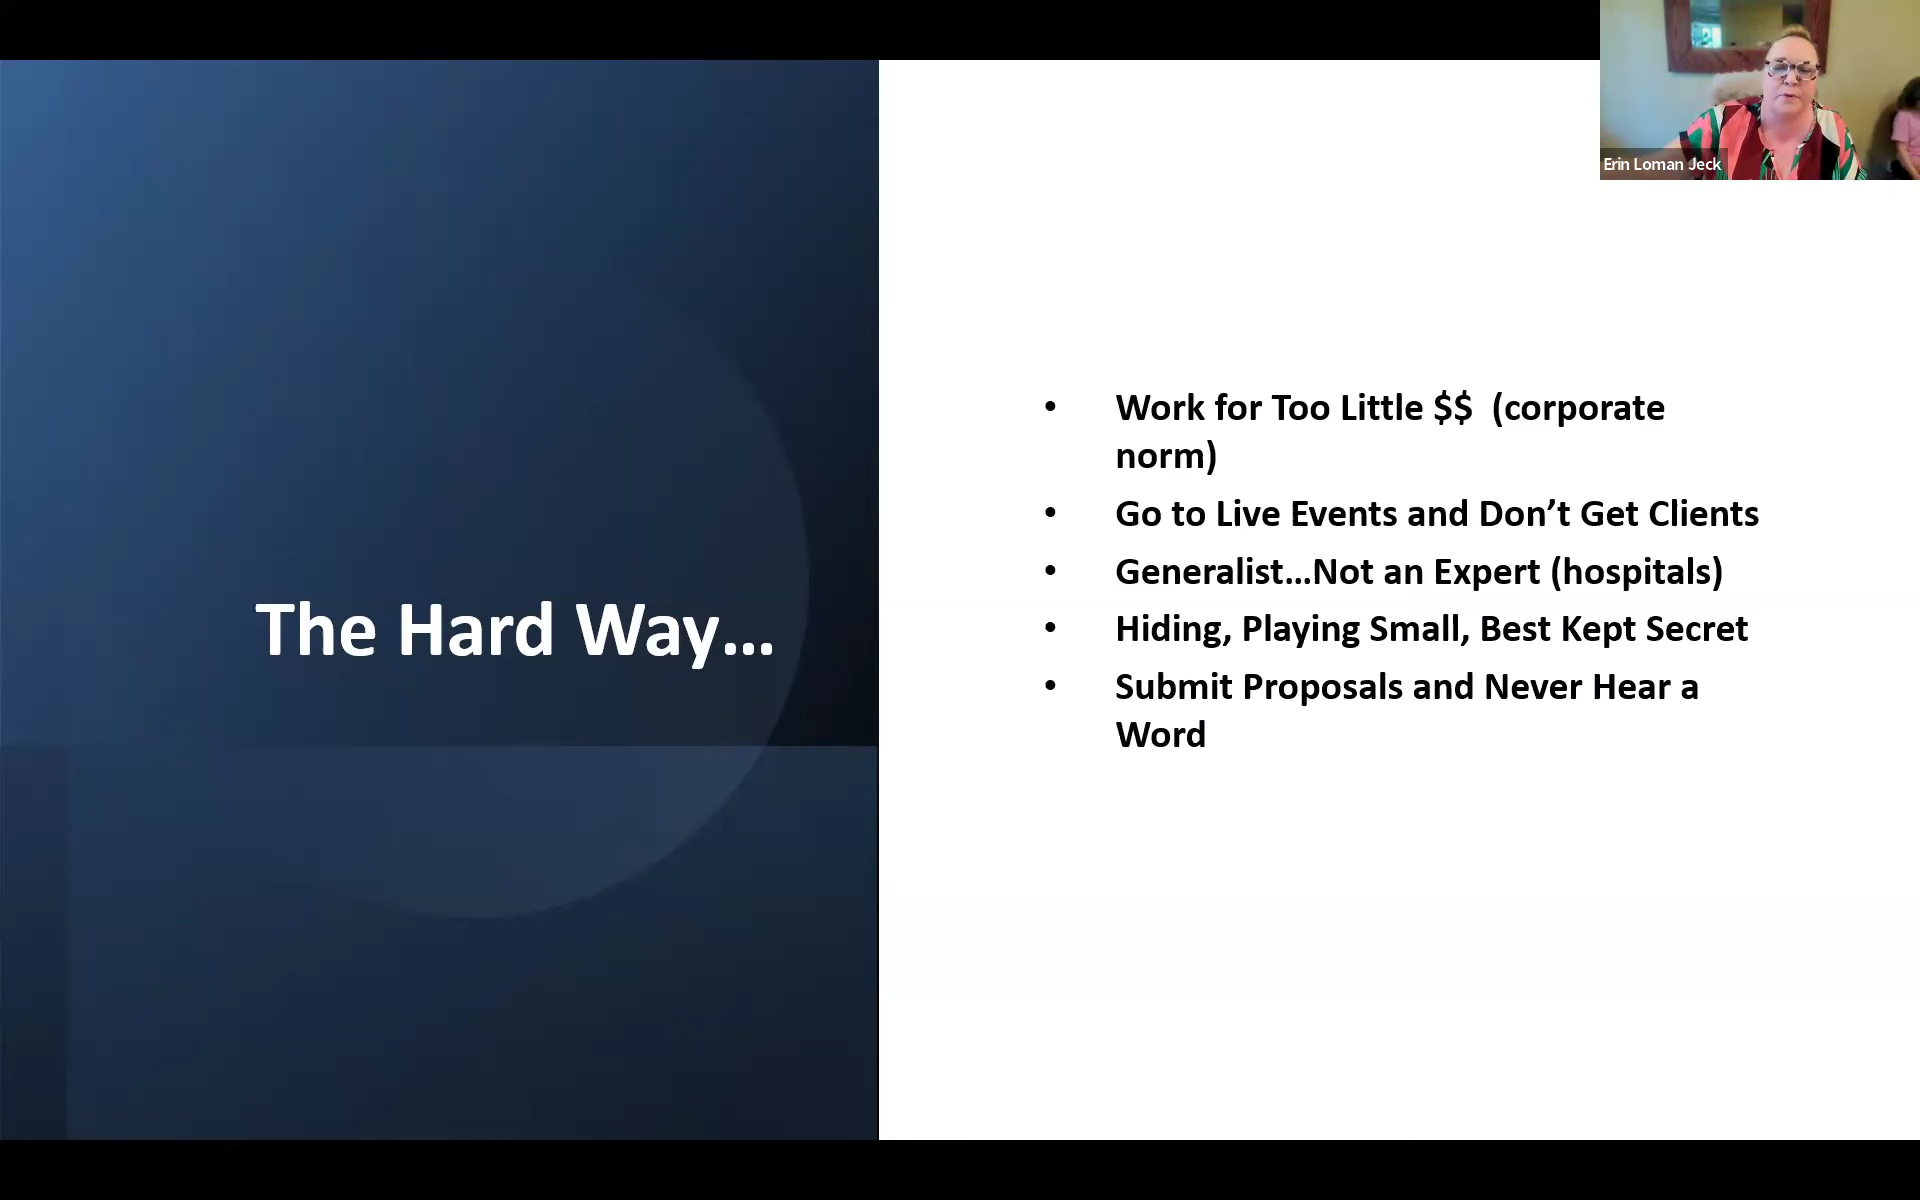 The Hard Way...
• Work for Too Little $$  (corporate
norm)
• Go to Live Events and Don’t Get Clients
• Generalist…Not an Expert (hospitals)
• Hiding, Playing Small, Best Kept Secret
• Submit Proposals and Never Hear a
Word
Erin Loman Jeck